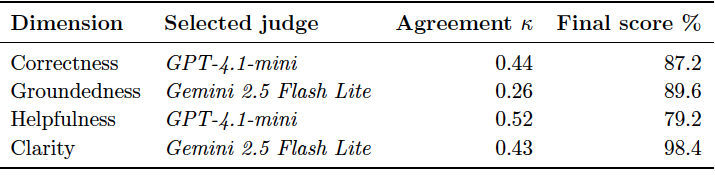 Dimension Selected judge Agreement κ Final score %
Correctness GPT-4.1-mini 0.44 87.2
Groundedness Gemini 2.5 Flash Lite 0.26 89.6
Helpfulness GPT-4.1-mini 0.52 79.2
Clarity Gemini 2.5 Flash Lite 0.43 98.4